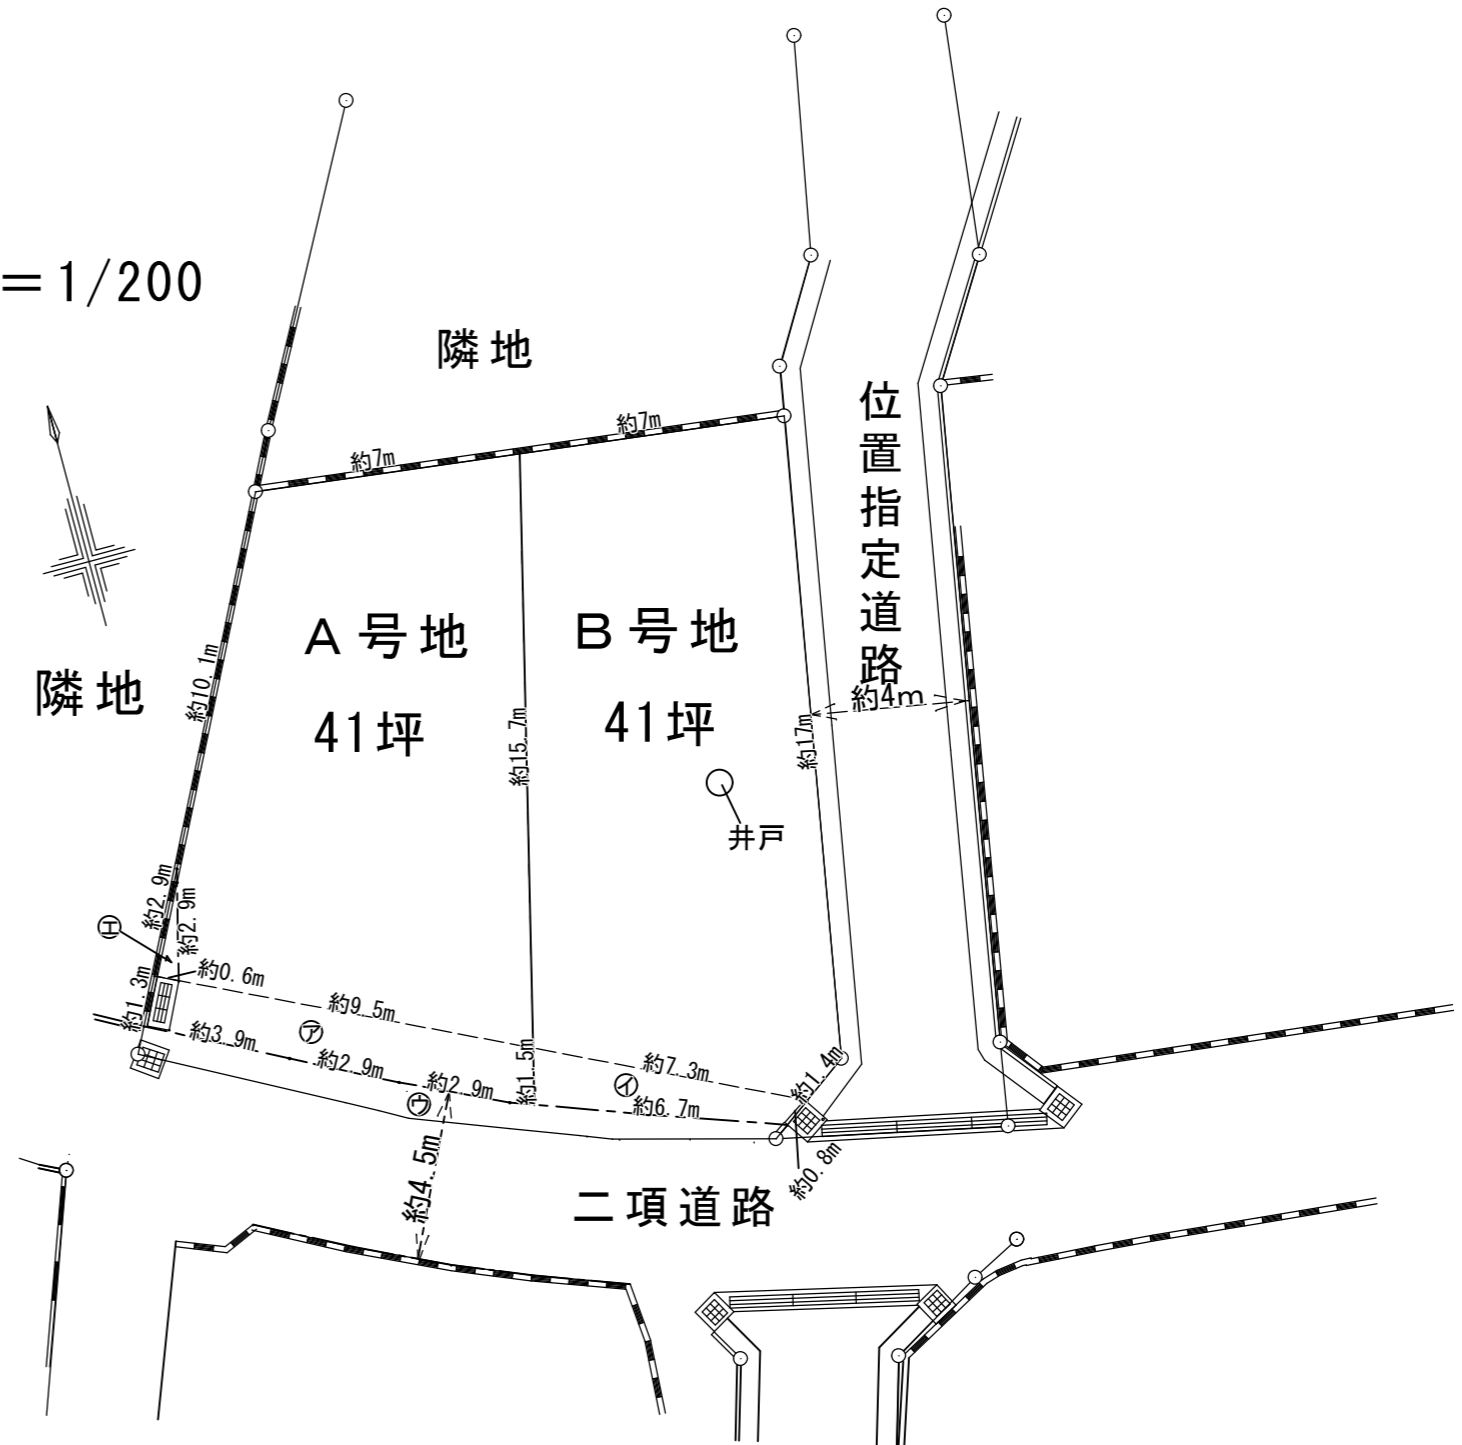 ＝1/200
隣地
約7m
約7m
位置指定道路
A号地
41坪
B号地
41坪
隣地
約10.1m
約15.7m
約17m
約4m
井戸
約2.9m
約2.9m
エ
約0.6m
約1.3m
約9.5m
ア
約3.9m
約2.9m
約2.9m
ウ
約1.5m
約7.3m
イ
約6.7m
約1.4m
約0.8m
約4.5m
二項道路